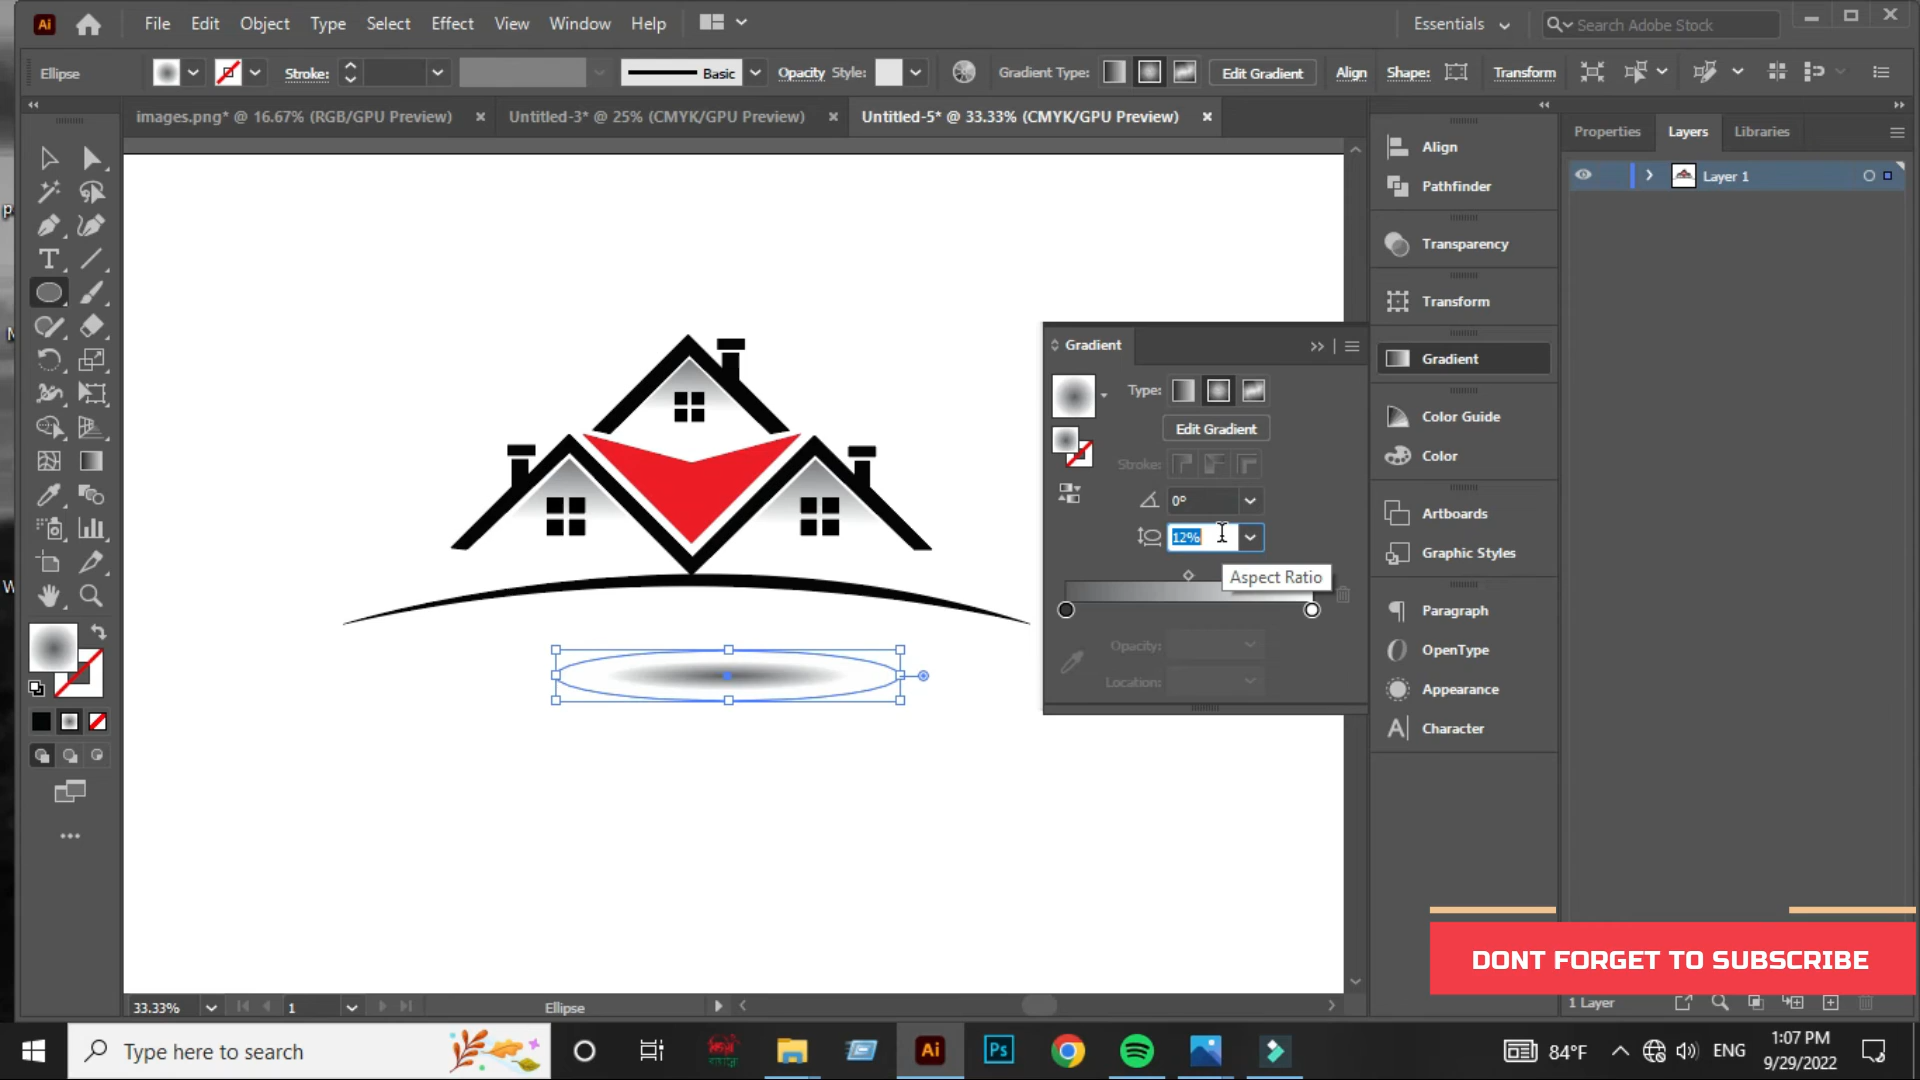 Ai File Edit Object Type Select Effect View Window Help Essentials Search Adobe Stock
Ellipse Stroke: Basic Opacity Style: Gradient Type: Edit Gradient Align Shape: Transform
images.png* @ 16.67% (RGB/GPU Preview) Untitled-3* @ 25% (CMYK/GPU Preview) Untitled-5* @ 33.33% (CMYK/GPU Preview)
Properties Layers Libraries
Layer 1
Align
Pathfinder
Transparency
Transform
Gradient
Color Guide
Color
Artboards
Graphic Styles
Paragraph
OpenType
Appearance
Character
Gradient
Type:
Edit Gradient
Stroke:
0°
12%
Aspect Ratio
Opacity:
Location:
DONT FORGET TO SUBSCRIBE
33.33% 1 Ellipse
1 Layer
Type here to search
Ai Ps
84°F ENG
1:07 PM
9/29/2022